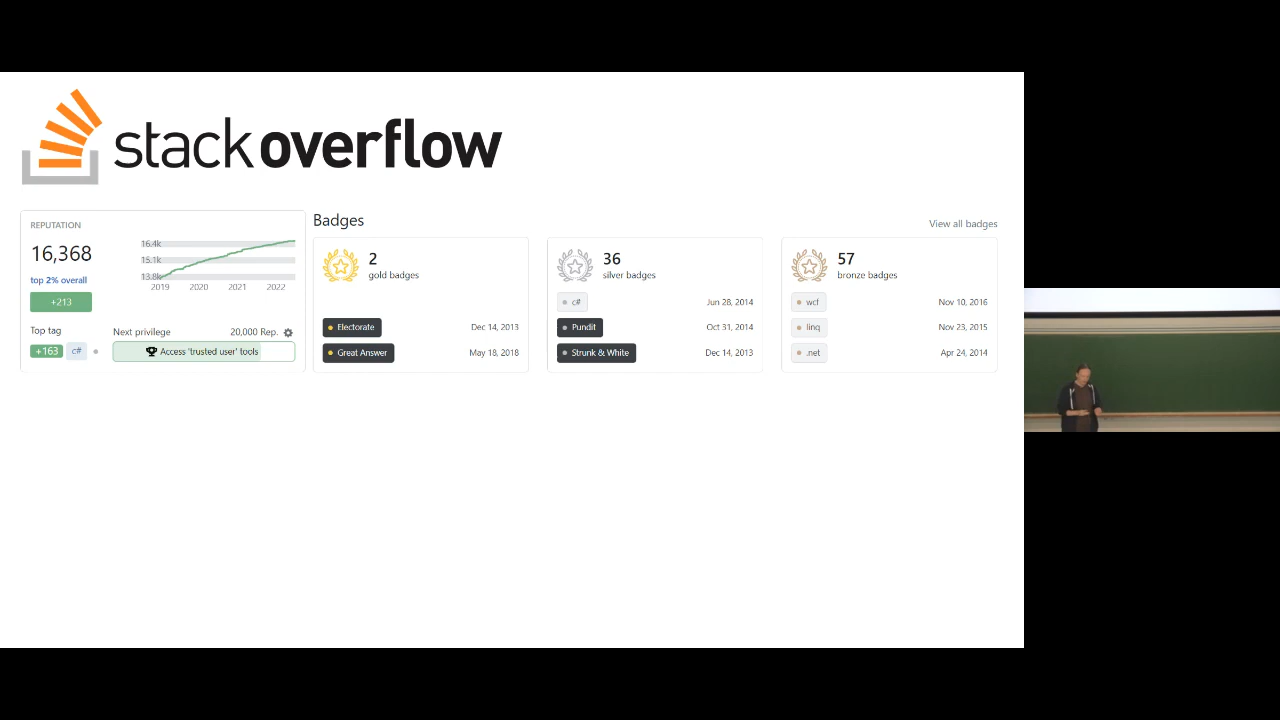 stackoverflow
REPUTATION
16,368
top 2% overall
+213
16.4k
15.1k
13.8k
2019 2020 2021 2022
Top tag
+163 c#
Next privilege 20,000 Rep.
Access 'trusted user' tools
Badges
View all badges
2
gold badges
Electorate Dec 14, 2013
Great Answer May 18, 2018
36
silver badges
c# Jun 28, 2014
Pundit Oct 31, 2014
Strunk & White Dec 14, 2013
57
bronze badges
wcf Nov 10, 2016
linq Nov 23, 2015
.net Apr 24, 2014